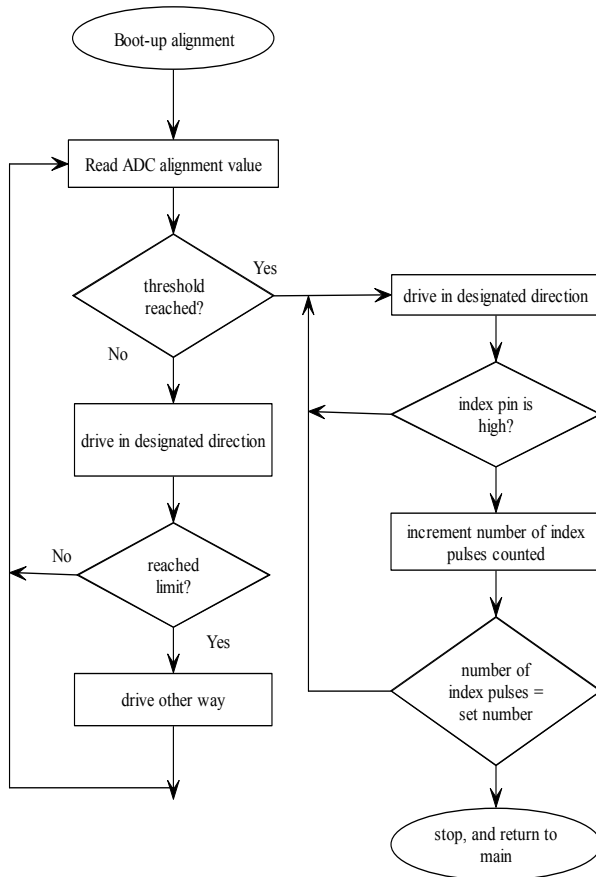 Boot-up alignment
Read ADC alignment value
threshold
reached?
Yes
No
drive in designated direction
No
reached
limit?
Yes
drive other way
drive in designated direction
index pin is
high?
increment number of index
pulses counted
number of
index pulses =
set number
stop, and return to
main